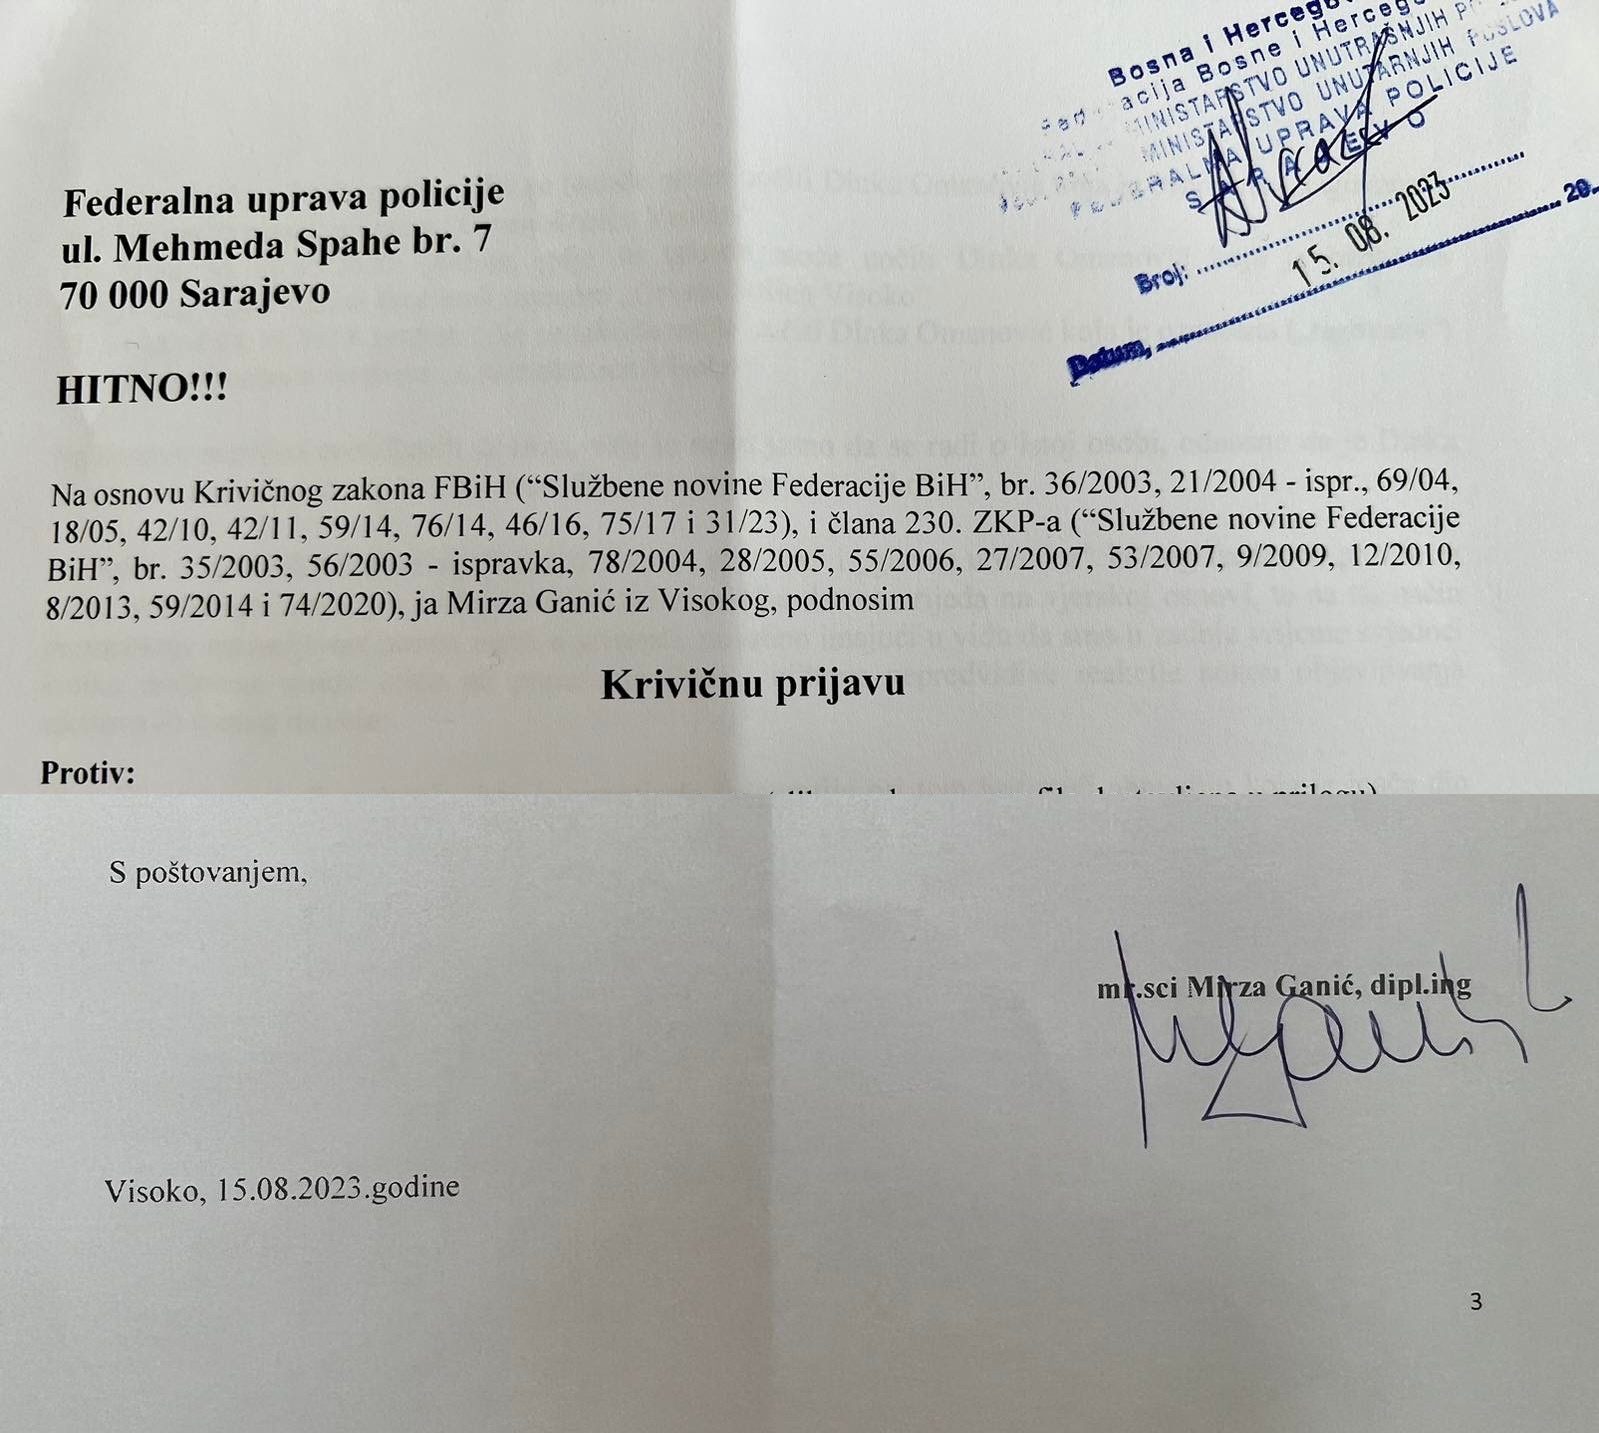 Bosna i Hercego
acija Bosne i Herceg
MINISTARSTVO UNUTRAŠNJIH
MINISTARSTVO UNUTARNJIH POSLOVA
FEDERALNA UPRAVA POLICIJE
SARAJEVO
Broj:
15. 08. 2023
Datum, 20
Federalna uprava policije
ul. Mehmeda Spahe br. 7
70 000 Sarajevo
HITNO!!!
Na osnovu Krivičnog zakona FBiH (“Službene novine Federacije BiH”, br. 36/2003, 21/2004 - ispr., 69/04,
18/05, 42/10, 42/11, 59/14, 76/14, 46/16, 75/17 i 31/23), i člana 230. ZKP-a (“Službene novine Federacije
BiH”, br. 35/2003, 56/2003 - ispravka, 78/2004, 28/2005, 55/2006, 27/2007, 53/2007, 9/2009, 12/2010,
8/2013, 59/2014 i 74/2020), ja Mirza Ganić iz Visokog, podnosim
Krivičnu prijavu
Protiv:
u prilogu)
S poštovanjem,
mr.sci Mirza Ganić, dipl.ing
Visoko, 15.08.2023.godine
3